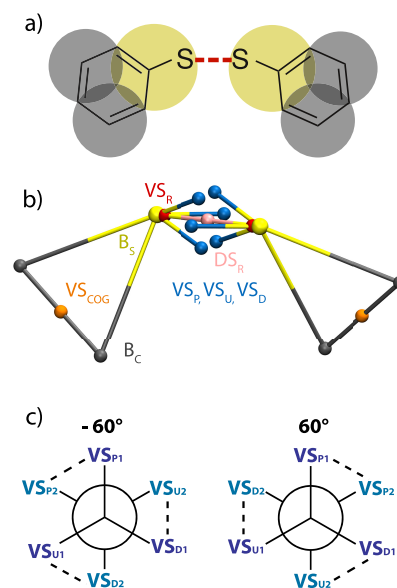 a)
S S
b)
VSR
BS
DSR
VSCOG
VSP, VSU, VSD
BC
c)
- 60° 60°
VSP1 VSP1
VSP2 VSU2 VSD2 VSP2
VSU1 VSD1 VSU1 VSD1
VSD2 VSU2